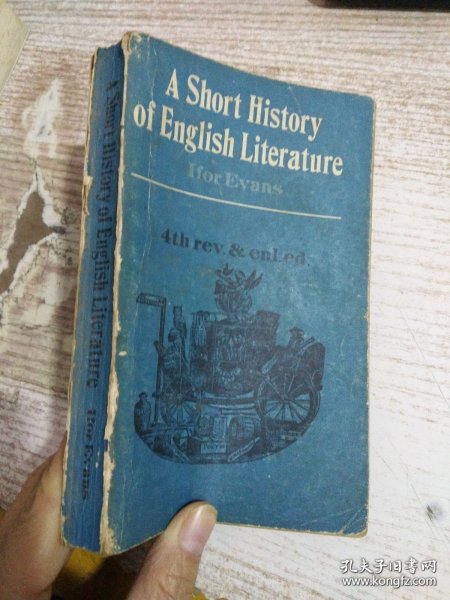 A Short History
of English Literature
Ifor Evans
4th rev. & enl.ed.
A Short History of English Literature
Ifor Evans
孔夫子旧书网
www.kongfz.com